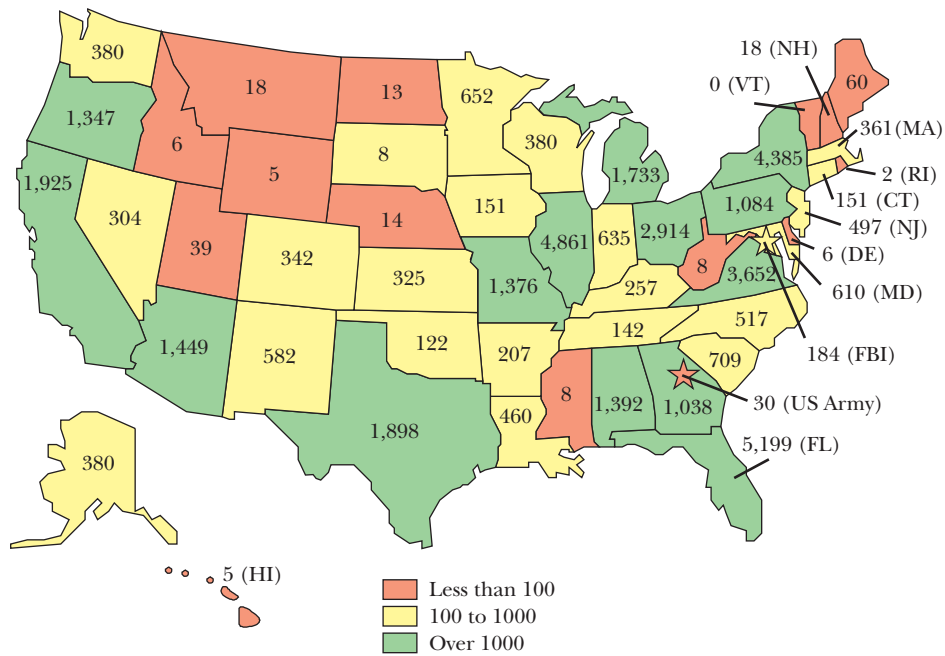 18 (NH)
380
0 (VT)
60
18
13
652
1,347
361 (MA)
6
8
380
4,385
2 (RI)
1,925
5
1,733
151 (CT)
304
14
151
1,084
497 (NJ)
39
342
4,861
635
2,914
6 (DE)
325
1,376
257
8
3,652
610 (MD)
1,449
582
122
207
142
517
184 (FBI)
709
1,898
460
8
1,392
1,038
30 (US Army)
5,199 (FL)
380
5 (HI)
Less than 100
100 to 1000
Over 1000